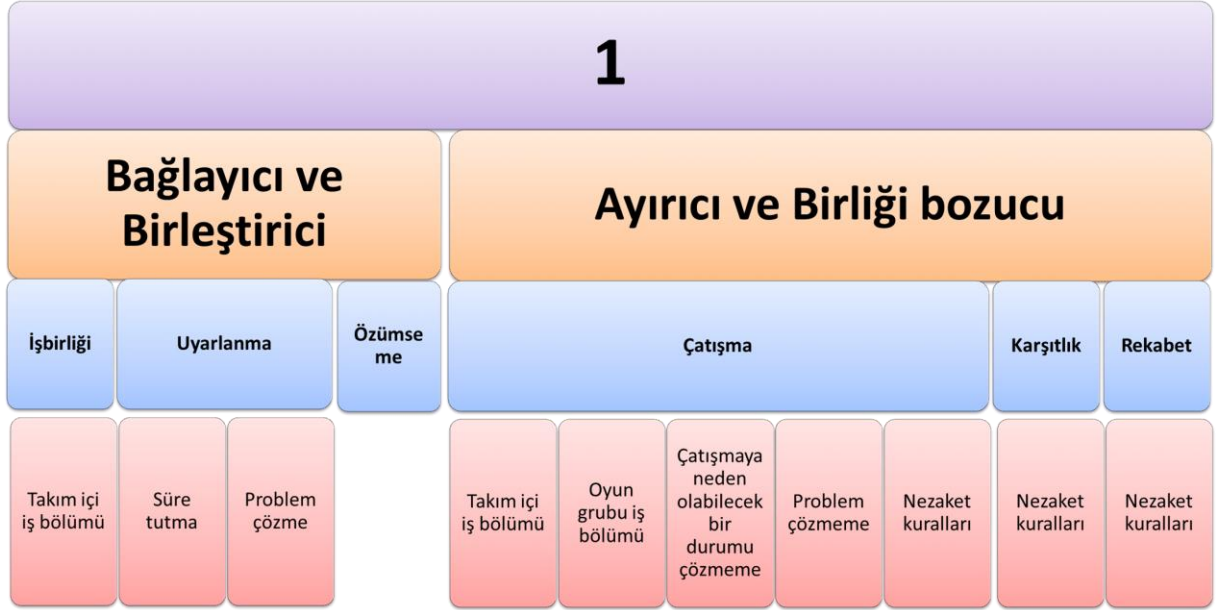 1
Bağlayıcı ve
Birleştirici
Ayırıcı ve Birliği bozucu
İşbirliği
Uyarlanma
Özümse
me
Çatışma
Karşıtlık
Rekabet
Takım içi
iş bölümü
Süre
tutma
Problem
çözme
Takım içi
iş bölümü
Oyun
grubu iş
bölümü
Çatışmaya
neden
olabilecek
bir
durumu
çözmeme
Problem
çözmeme
Nezaket
kuralları
Nezaket
kuralları
Nezaket
kuralları